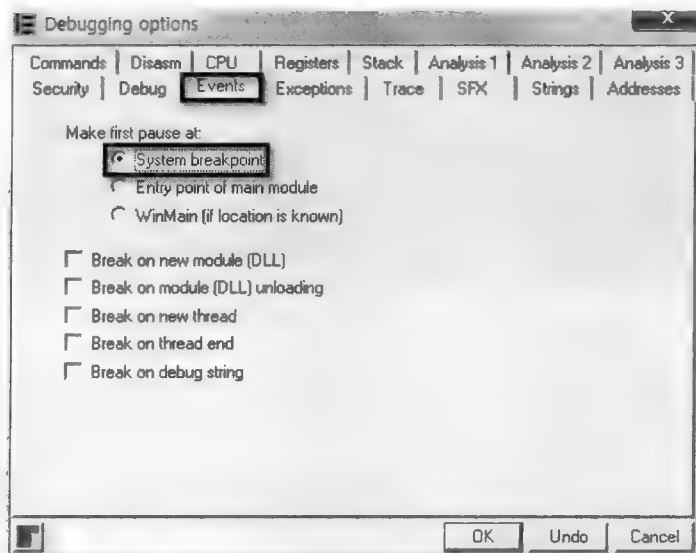 Debugging options
X
Commands Disasm CPU Registers Stack Analysis 1 Analysis 2 Analysis 3
Security Debug Events Exceptions Trace SFX Strings Addresses
Make first pause at:
System breakpoint
Entry point of main module
WinMain (if location is known)
Break on new module (DLL)
Break on module (DLL) unloading
Break on new thread
Break on thread end
Break on debug string
OK Undo Cancel